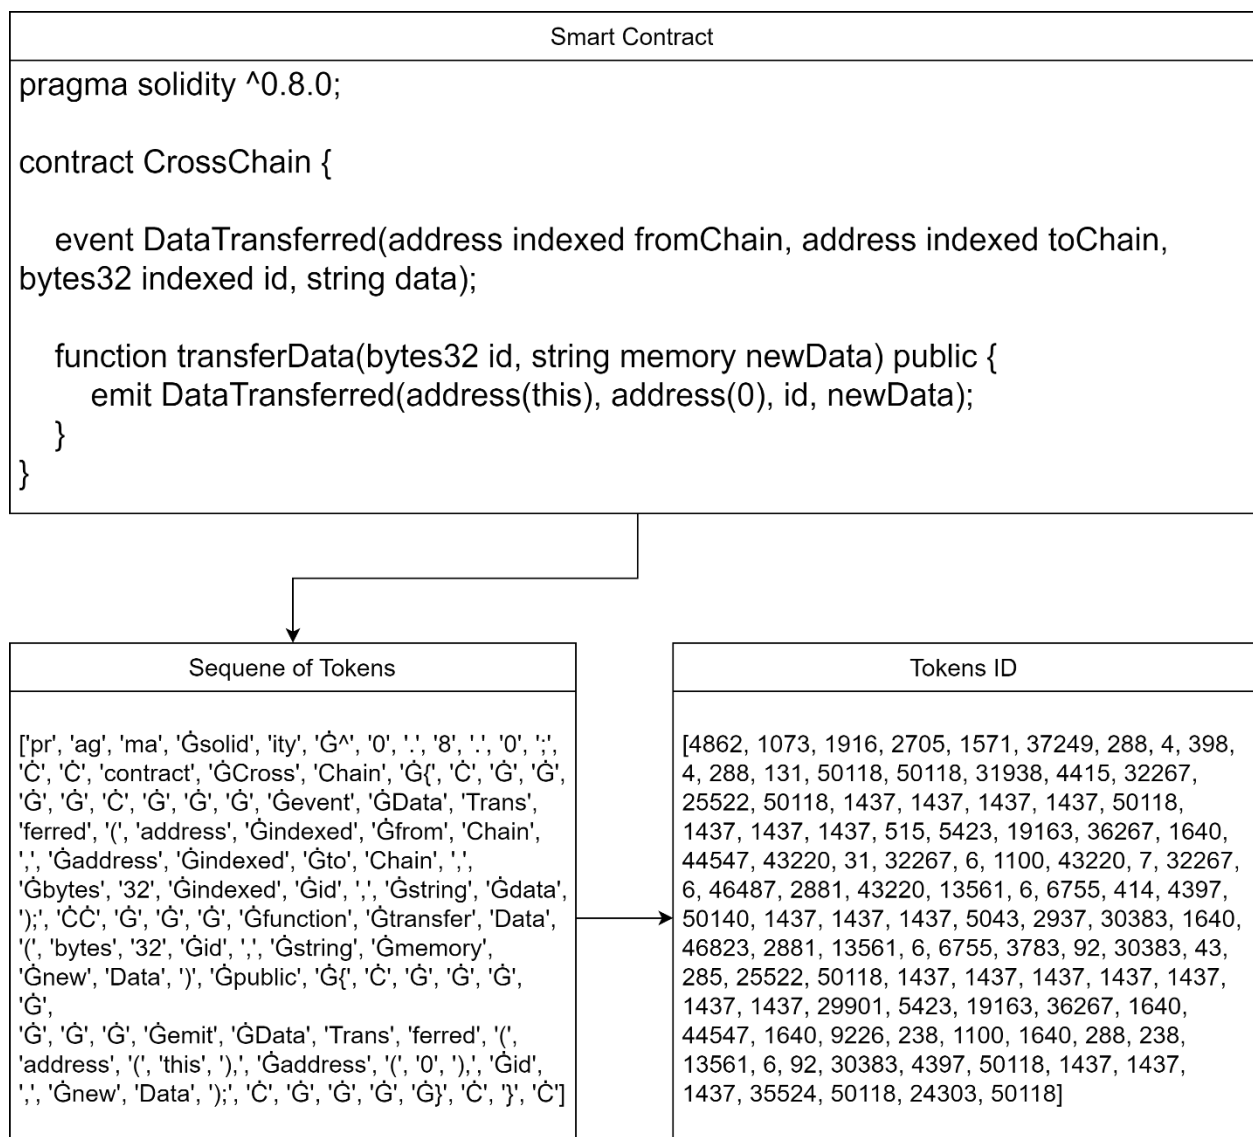 Smart Contract
pragma solidity ^0.8.0;
contract CrossChain {
event DataTransferred(address indexed fromChain, address indexed toChain,
bytes32 indexed id, string data);
function transferData(bytes32 id, string memory newData) public {
emit DataTransferred(address(this), address(0), id, newData);
}
}
Sequene of Tokens
['pr', 'ag', 'ma', 'Ġsolid', 'ity', 'Ġ^', '0', '.', '8', '.', '0', ';',
'Ċ', 'Ċ', 'contract', 'ĠCross', 'Chain', 'Ġ{', 'Ċ', 'Ġ', 'Ġ',
'Ġ', 'Ġ', 'Ċ', 'Ġ', 'Ġ', 'Ġ', 'Ġevent', 'ĠData', 'Trans',
'ferred', '(', 'address', 'Ġindexed', 'Ġfrom', 'Chain',
',', 'Ġaddress', 'Ġindexed', 'Ġto', 'Chain', ',',
'Ġbytes', '32', 'Ġindexed', 'Ġid', ',', 'Ġstring', 'Ġdata',
');', 'ĊĊ', 'Ġ', 'Ġ', 'Ġ', 'Ġfunction', 'Ġtransfer', 'Data',
'(', 'bytes', '32', 'Ġid', ',', 'Ġstring', 'Ġmemory',
'Ġnew', 'Data', ')', 'Ġpublic', 'Ġ{', 'Ċ', 'Ġ', 'Ġ', 'Ġ',
'Ġ',
'Ġ', 'Ġ', 'Ġ', 'Ġemit', 'ĠData', 'Trans', 'ferred', '(',
'address', '(', 'this', '),', 'Ġaddress', '(', '0', '),', 'Ġid',
',', 'Ġnew', 'Data', ');', 'Ċ', 'Ġ', 'Ġ', 'Ġ', 'Ġ}', 'Ċ', '}', 'Ċ']
Tokens ID
[4862, 1073, 1916, 2705, 1571, 37249, 288, 4, 398,
4, 288, 131, 50118, 50118, 31938, 4415, 32267,
25522, 50118, 1437, 1437, 1437, 1437, 50118,
1437, 1437, 1437, 515, 5423, 19163, 36267, 1640,
44547, 43220, 31, 32267, 6, 1100, 43220, 7, 32267,
6, 46487, 2881, 43220, 13561, 6, 6755, 414, 4397,
50140, 1437, 1437, 1437, 5043, 2937, 30383, 1640,
46823, 2881, 13561, 6, 6755, 3783, 92, 30383, 43,
285, 25522, 50118, 1437, 1437, 1437, 1437, 1437,
1437, 1437, 29901, 5423, 19163, 36267, 1640,
44547, 1640, 9226, 238, 1100, 1640, 288, 238,
13561, 6, 92, 30383, 4397, 50118, 1437, 1437,
1437, 35524, 50118, 24303, 50118]